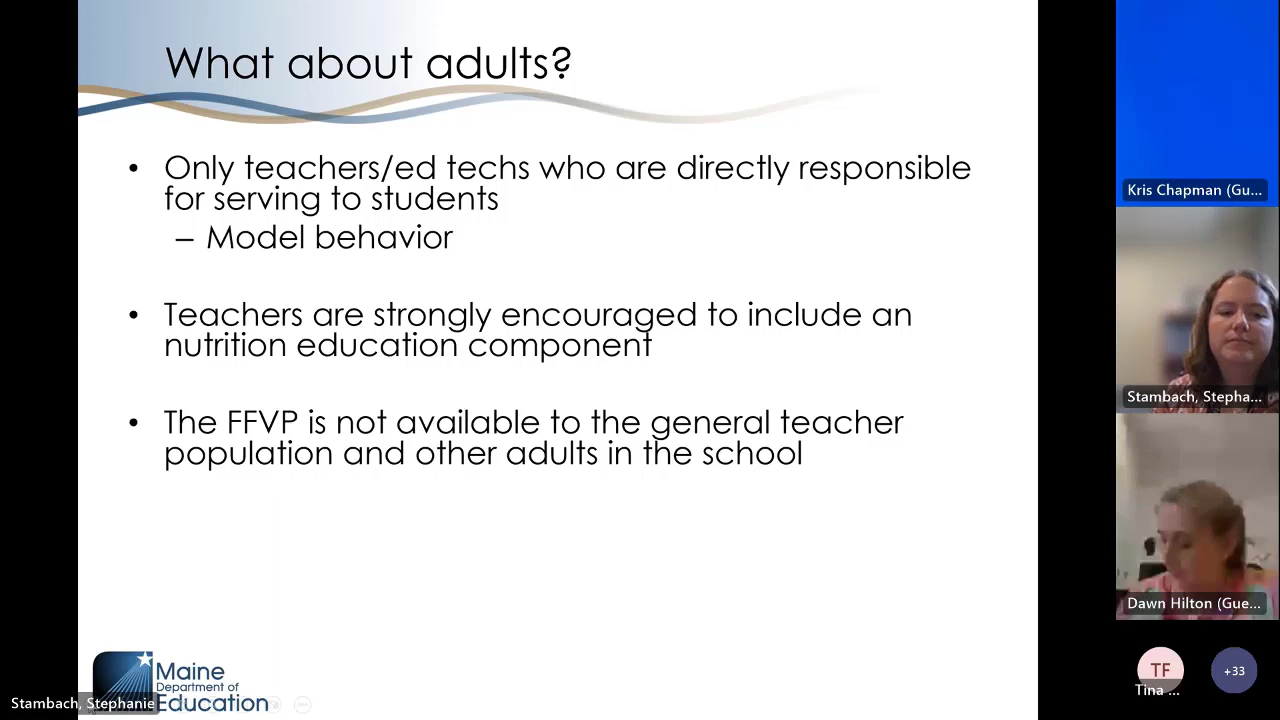 What about adults?
• Only teachers/ed techs who are directly responsible
for serving to students
– Model behavior
• Teachers are strongly encouraged to include an
nutrition education component
• The FFVP is not available to the general teacher
population and other adults in the school
Maine
Department of
Education
Stambach, Stephanie
Kris Chapman (Gu...
Stambach, Stepha...
Dawn Hilton (Gue...
TF
Tina ...
+33